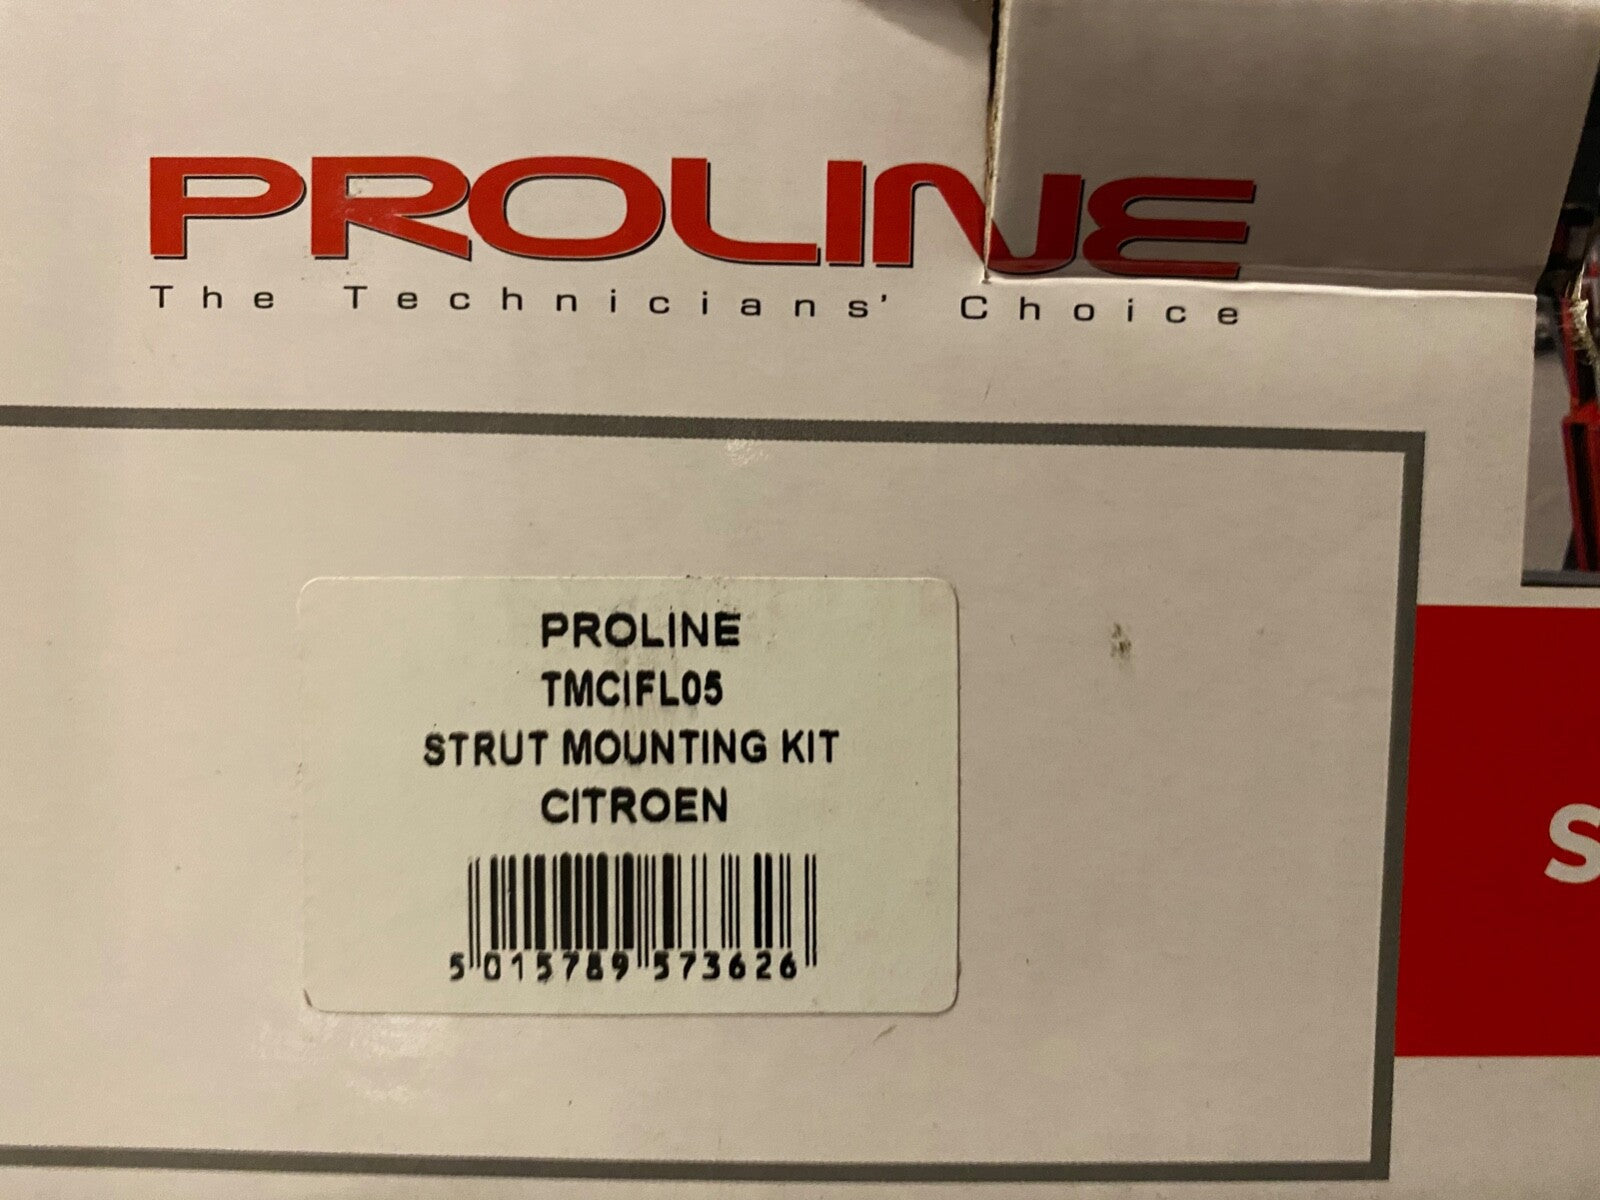 PROLINE
The Technicians' Choice
PROLINE
TMCIFL05
STRUT MOUNTING KIT
CITROEN
5 015789 573626
S